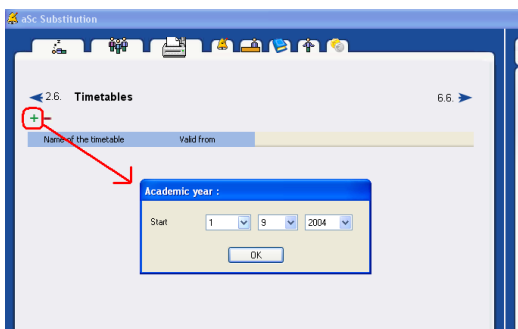 aSc Substitution
2.6. Timetables 6.6.
+ -
Name of the timetable Valid from
Academic year :
Start 1 9 2004
OK